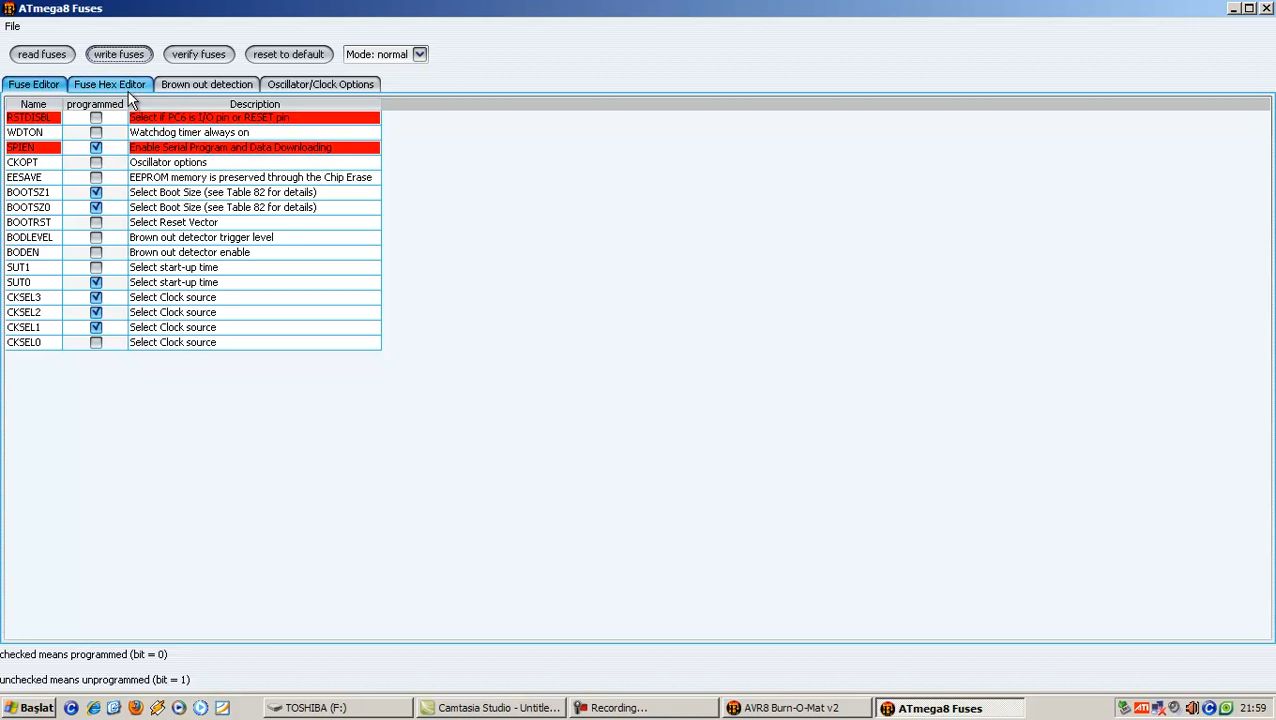 ATmega8 Fuses
File
read fuses write fuses verify fuses reset to default Mode: normal
Fuse Editor Fuse Hex Editor Brown out detection Oscillator/Clock Options
Name programmed Description
RSTDISBL Select if PC6 is I/O pin or RESET pin
WDTON Watchdog timer always on
SPIEN Enable Serial Program and Data Downloading
CKOPT Oscillator options
EESAVE EEPROM memory is preserved through the Chip Erase
BOOTSZ1 Select Boot Size (see Table 82 for details)
BOOTSZ0 Select Boot Size (see Table 82 for details)
BOOTRST Select Reset Vector
BODLEVEL Brown out detector trigger level
BODEN Brown out detector enable
SUT1 Select start-up time
SUT0 Select start-up time
CKSEL3 Select Clock source
CKSEL2 Select Clock source
CKSEL1 Select Clock source
CKSEL0 Select Clock source
checked means programmed (bit = 0)
unchecked means unprogrammed (bit = 1)
Başlat TOSHIBA (F:) Camtasia Studio - Untitle... Recording... AVR8 Burn-O-Mat v2 ATmega8 Fuses ATI 21:59